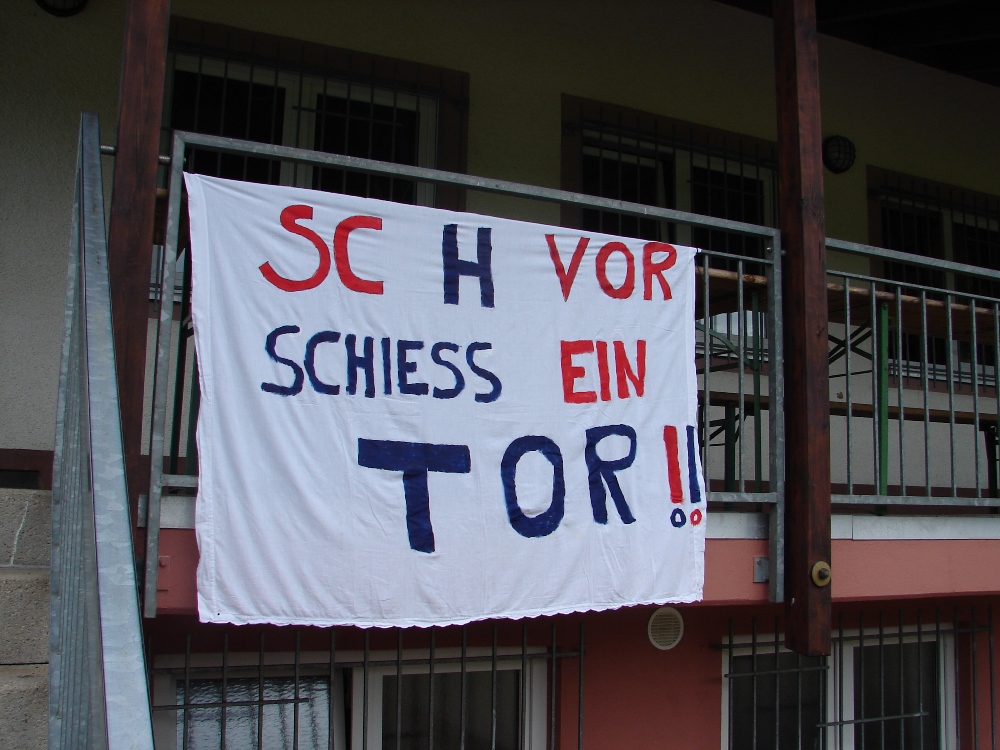 SC H VOR
SCHIESS EIN
TOR !!